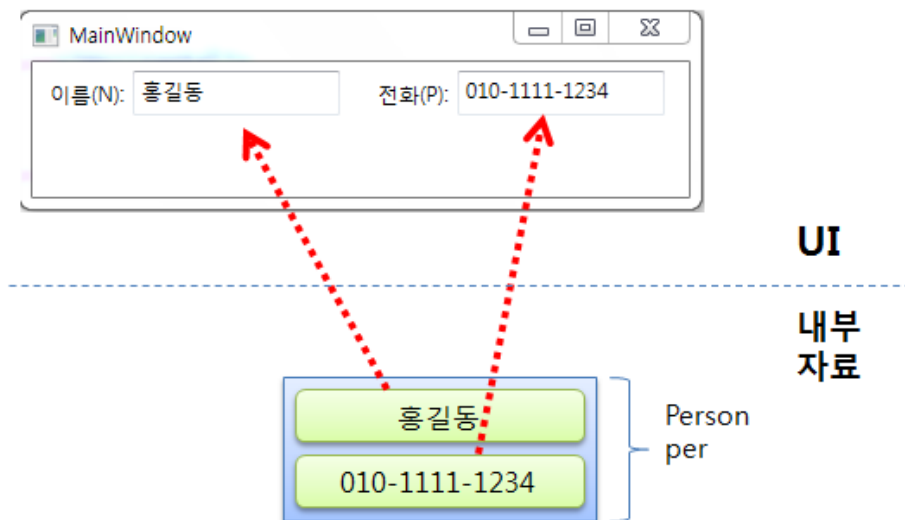 MainWindow
이름(N): 홍길동 전화(P): 010-1111-1234
UI
내부
자료
홍길동
010-1111-1234
Person
per